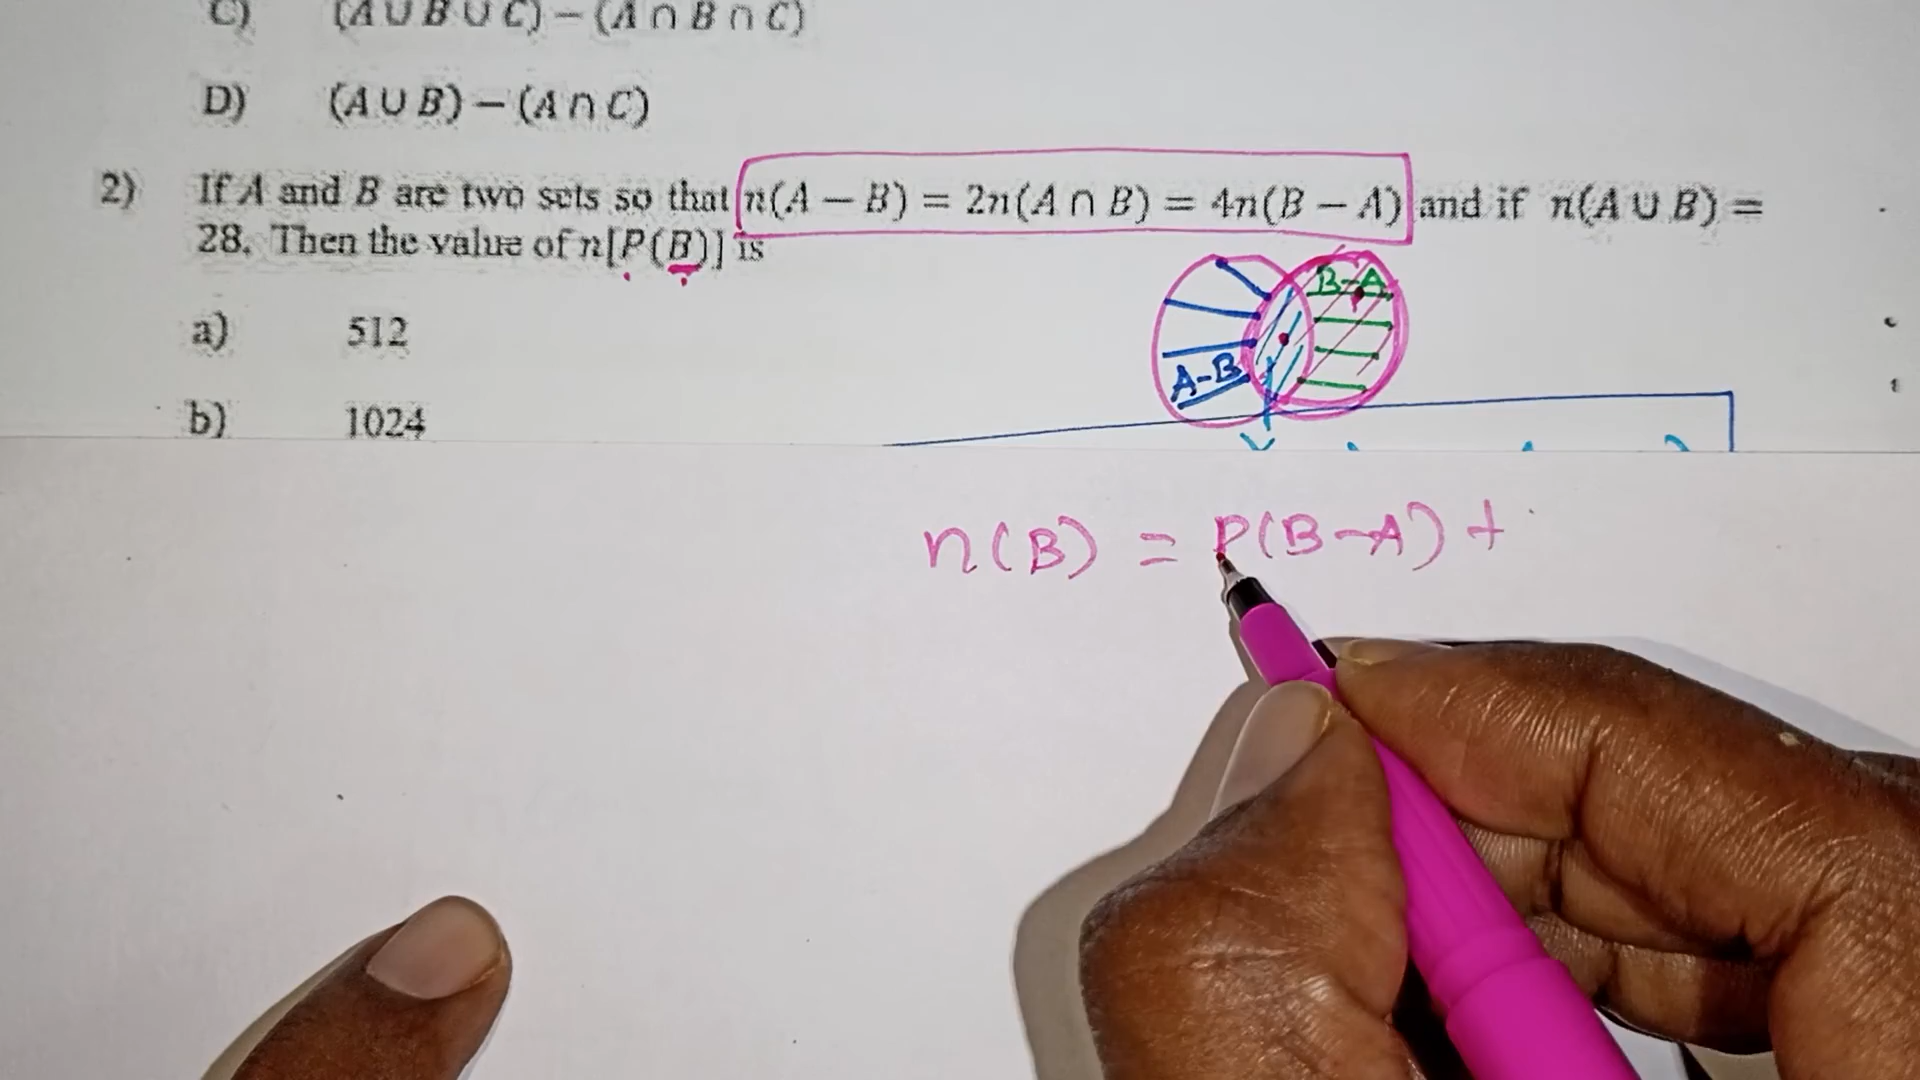 C) (A ∪ B ∪ C) − (A ∩ B ∩ C)
D) (A ∪ B) − (A ∩ C)
2) If A and B are two sets so that n(A − B) = 2n(A ∩ B) = 4n(B − A) and if n(A ∪ B) =
28. Then the value of n[P(B)] is
B-A
a) 512
A-B
b) 1024
n(B) = P(B-A) +